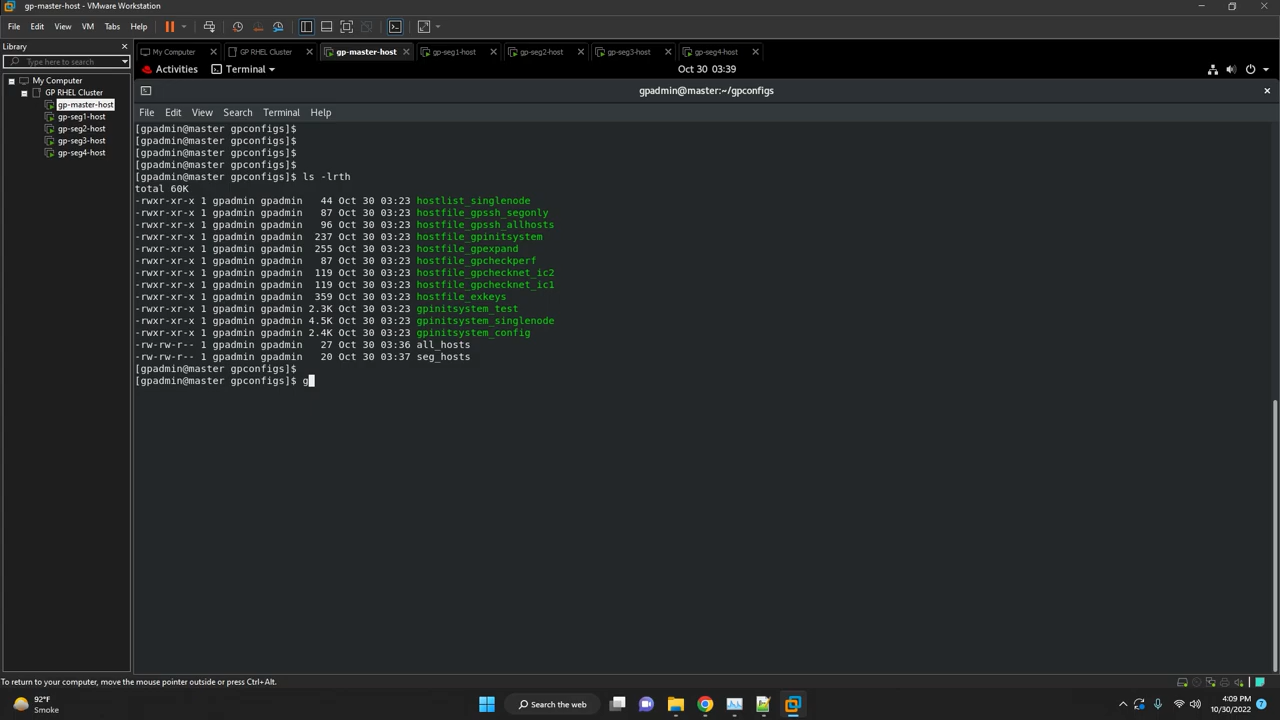 gp-master-host - VMware Workstation
File Edit View VM Tabs Help
Library
Type here to search
My Computer
GP RHEL Cluster
gp-master-host
gp-seg1-host
gp-seg2-host
gp-seg3-host
gp-seg4-host
My Computer GP RHEL Cluster gp-master-host gp-seg1-host gp-seg2-host gp-seg3-host gp-seg4-host
Activities Terminal Oct 30 03:39
gpadmin@master:~/gpconfigs
File Edit View Search Terminal Help
[gpadmin@master gpconfigs]$
[gpadmin@master gpconfigs]$
[gpadmin@master gpconfigs]$
[gpadmin@master gpconfigs]$
[gpadmin@master gpconfigs]$ ls -lrth
total 60K
-rwxr-xr-x 1 gpadmin gpadmin 44 Oct 30 03:23 hostlist_singlenode
-rwxr-xr-x 1 gpadmin gpadmin 87 Oct 30 03:23 hostfile_gpssh_segonly
-rwxr-xr-x 1 gpadmin gpadmin 96 Oct 30 03:23 hostfile_gpssh_allhosts
-rwxr-xr-x 1 gpadmin gpadmin 237 Oct 30 03:23 hostfile_gpinitsystem
-rwxr-xr-x 1 gpadmin gpadmin 255 Oct 30 03:23 hostfile_gpexpand
-rwxr-xr-x 1 gpadmin gpadmin 87 Oct 30 03:23 hostfile_gpcheckperf
-rwxr-xr-x 1 gpadmin gpadmin 119 Oct 30 03:23 hostfile_gpchecknet_ic2
-rwxr-xr-x 1 gpadmin gpadmin 119 Oct 30 03:23 hostfile_gpchecknet_ic1
-rwxr-xr-x 1 gpadmin gpadmin 359 Oct 30 03:23 hostfile_exkeys
-rwxr-xr-x 1 gpadmin gpadmin 2.3K Oct 30 03:23 gpinitsystem_test
-rwxr-xr-x 1 gpadmin gpadmin 4.5K Oct 30 03:23 gpinitsystem_singlenode
-rwxr-xr-x 1 gpadmin gpadmin 2.4K Oct 30 03:23 gpinitsystem_config
-rw-rw-r-- 1 gpadmin gpadmin 27 Oct 30 03:36 all_hosts
-rw-rw-r-- 1 gpadmin gpadmin 20 Oct 30 03:37 seg_hosts
[gpadmin@master gpconfigs]$
[gpadmin@master gpconfigs]$ g
To return to your computer, move the mouse pointer outside or press Ctrl+Alt.
92°F
Smoke
Search the web
4:09 PM
10/30/2022